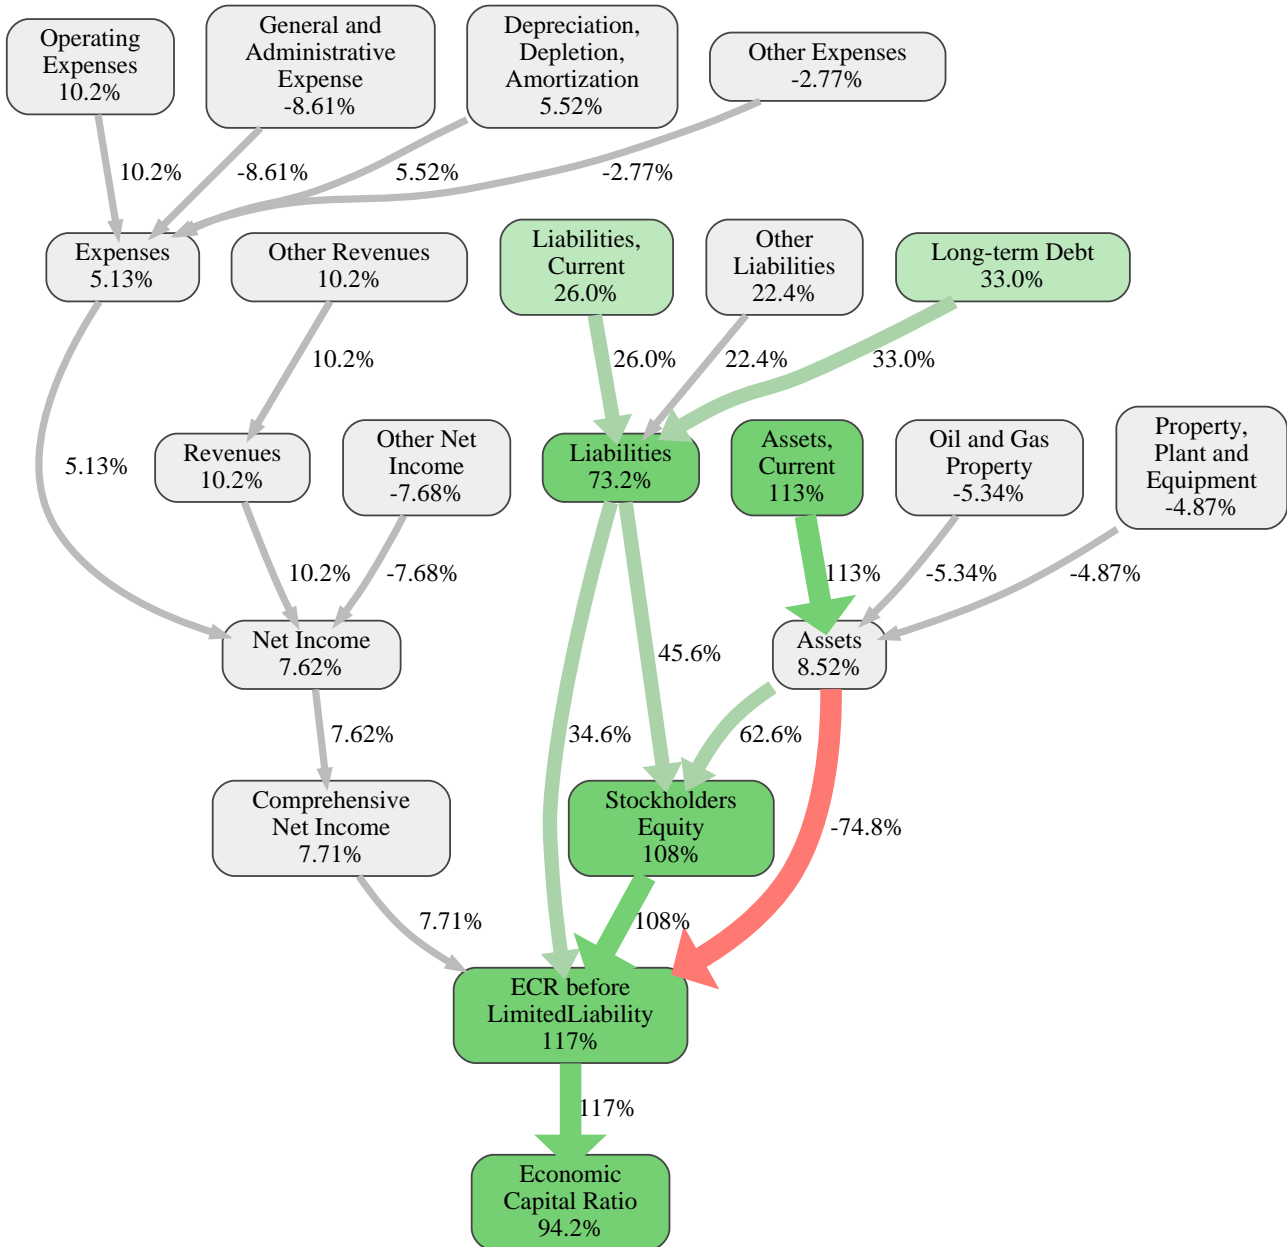 Operating
Expenses
10.2%
General and
Administrative
Expense
-8.61%
Depreciation,
Depletion,
Amortization
5.52%
Other Expenses
-2.77%
10.2%
-8.61%
5.52%
-2.77%
Expenses
5.13%
Other Revenues
10.2%
Liabilities,
Current
26.0%
Other
Liabilities
22.4%
Long-term Debt
33.0%
10.2%
26.0%
22.4%
33.0%
5.13%
Revenues
10.2%
Other Net
Income
-7.68%
Liabilities
73.2%
Assets,
Current
113%
Oil and Gas
Property
-5.34%
Property,
Plant and
Equipment
-4.87%
10.2%
-7.68%
113%
-5.34%
-4.87%
Net Income
7.62%
45.6%
Assets
8.52%
7.62%
34.6%
62.6%
-74.8%
Comprehensive
Net Income
7.71%
Stockholders
Equity
108%
7.71%
108%
ECR before
LimitedLiability
117%
117%
Economic
Capital Ratio
94.2%